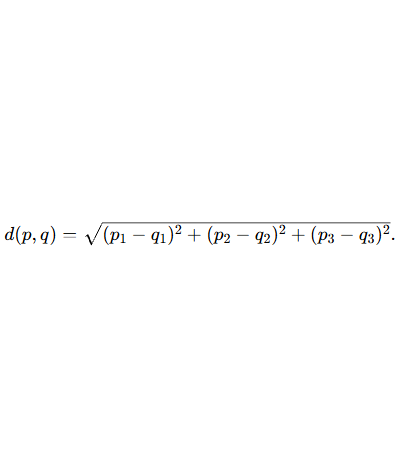 d(p, q) = √(p₁ − q₁)² + (p₂ − q₂)² + (p₃ − q₃)².